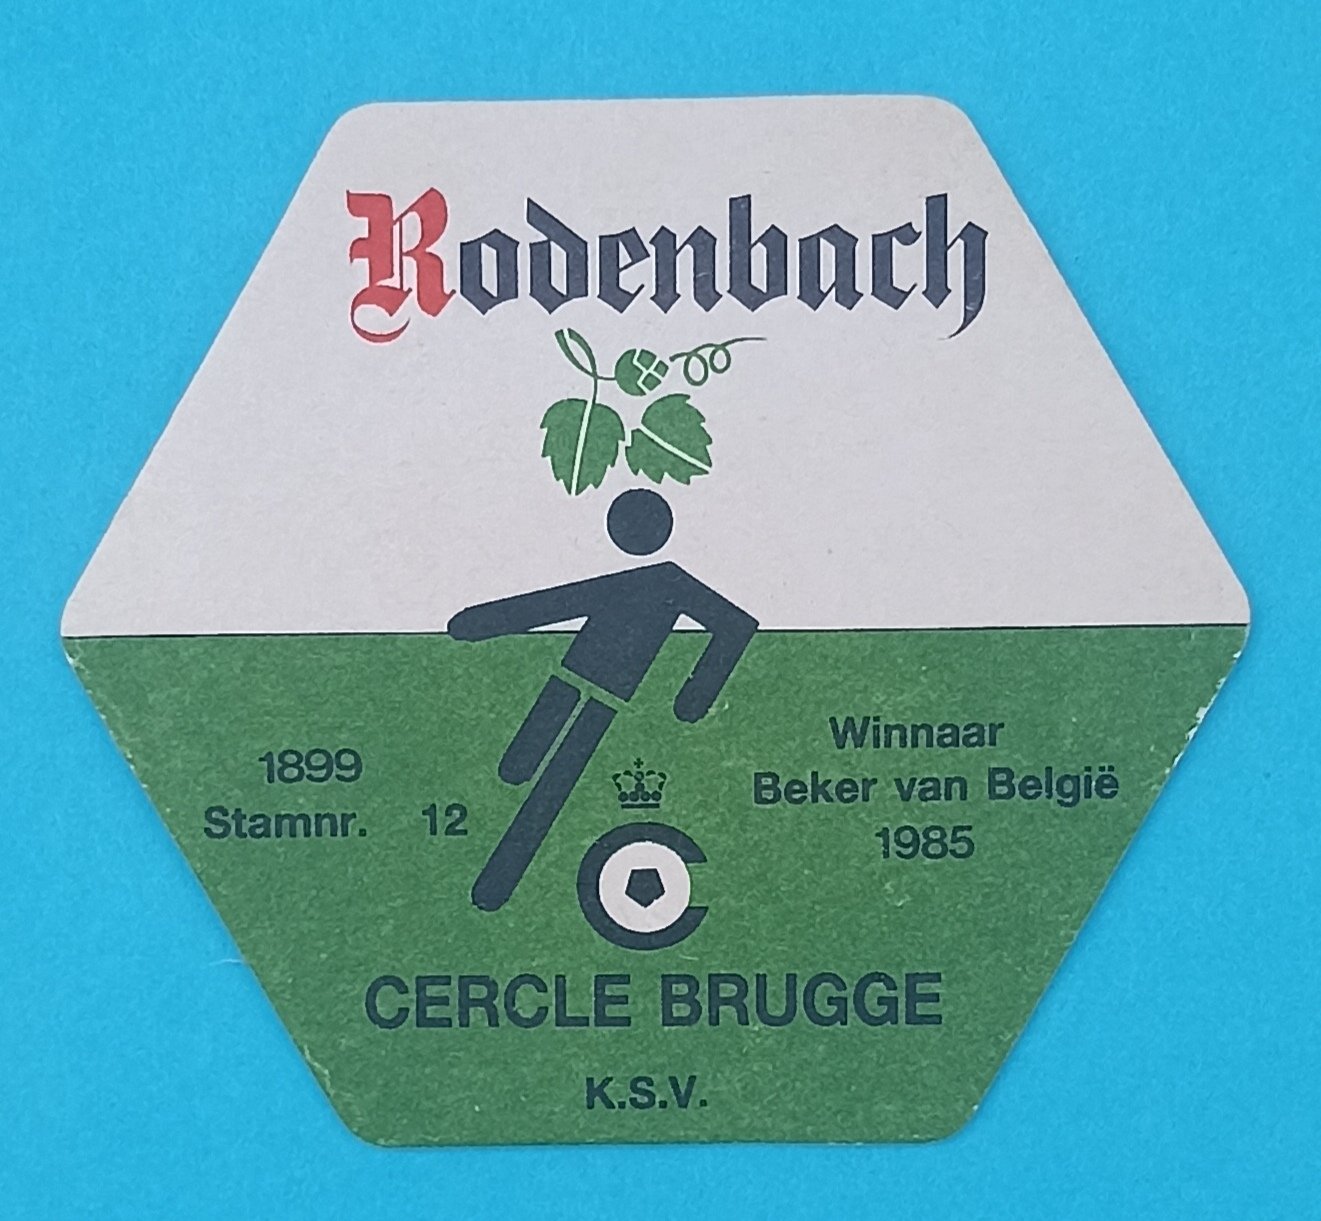 Rodenbach
1899
Stamnr. 12
Winnaar
Beker van België
1985
C
CERCLE BRUGGE
K.S.V.